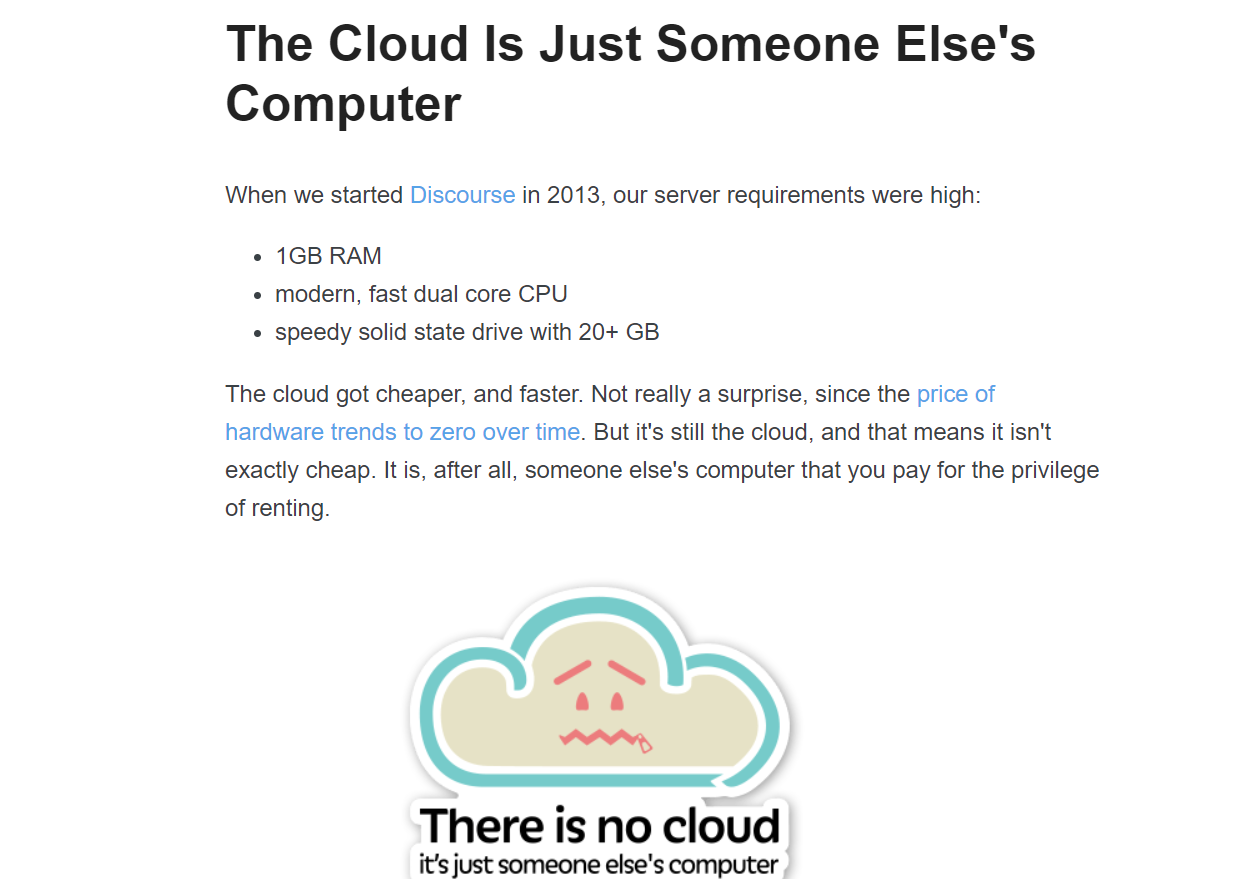 The Cloud Is Just Someone Else's
Computer
When we started Discourse in 2013, our server requirements were high:
• 1GB RAM
• modern, fast dual core CPU
• speedy solid state drive with 20+ GB
The cloud got cheaper, and faster. Not really a surprise, since the price of
hardware trends to zero over time. But it's still the cloud, and that means it isn't
exactly cheap. It is, after all, someone else's computer that you pay for the privilege
of renting.
There is no cloud
it's just someone else's computer